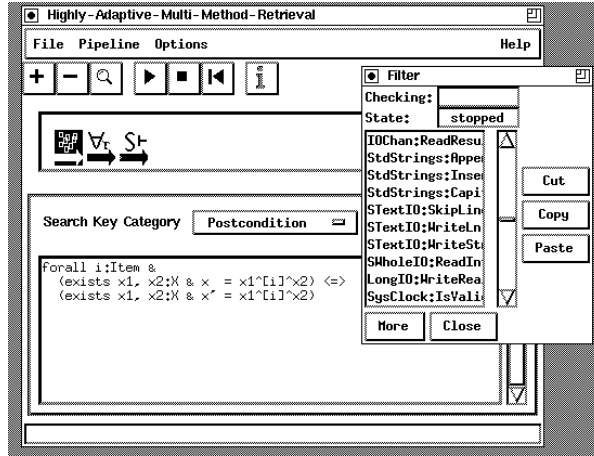 Highly-Adaptive-Multi-Method-Retrieval
File Pipeline Options Help
Filter
Checking:
State: stopped
IOChan:ReadResu
StdStrings:Appe
StdStrings:Inse
StdStrings:Capi
STextIO:SkipLin
STextIO:WriteLn
STextIO:WriteSt
SWholeIO:ReadIn
LongIO:WriteRea
SysClock:IsVali
Cut
Copy
Paste
More Close
Search Key Category Postcondition
forall i:Item &
(exists x1, x2:X & x = x1^[i]^x2) <=>
(exists x1, x2:X & x' = x1^[i]^x2)